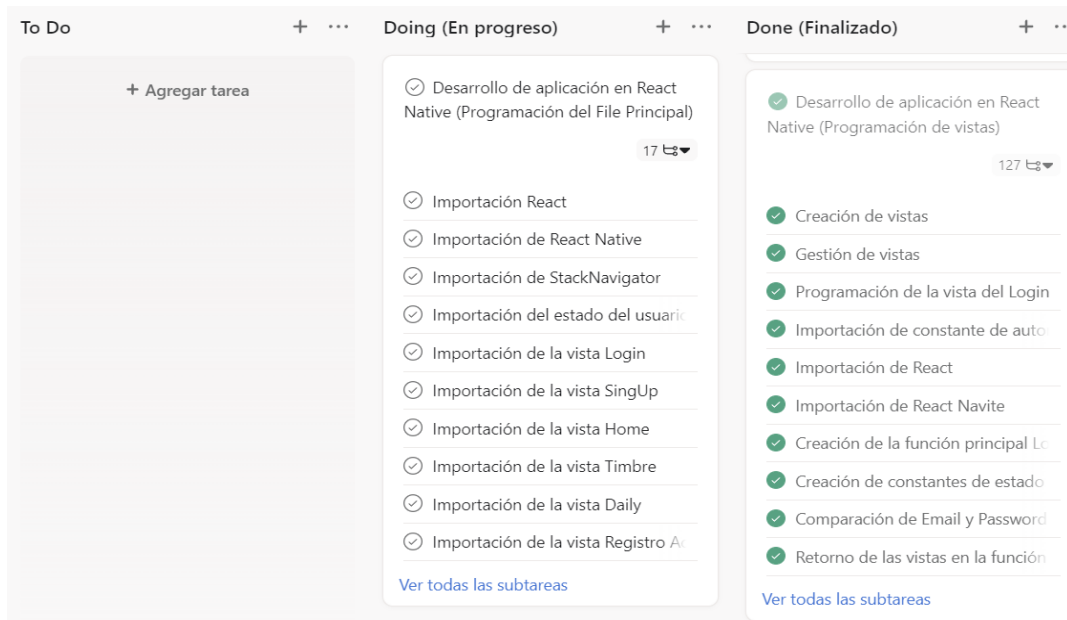 To Do
+ Agregar tarea
Doing (En progreso)
Desarrollo de aplicación en React
Native (Programación del File Principal)
17
Importación React
Importación de React Native
Importación de StackNavigator
Importación del estado del usuario
Importación de la vista Login
Importación de la vista SingUp
Importación de la vista Home
Importación de la vista Timbre
Importación de la vista Daily
Importación de la vista Registro
Ver todas las subtareas
Done (Finalizado)
Desarrollo de aplicación en React
Native (Programación de vistas)
127
Creación de vistas
Gestión de vistas
Programación de la vista del Login
Importación de constante de
Importación de React
Importación de React Navite
Creación de la función principal
Creación de constantes de estado
Comparación de Email y Password
Retorno de las vistas en la función
Ver todas las subtareas